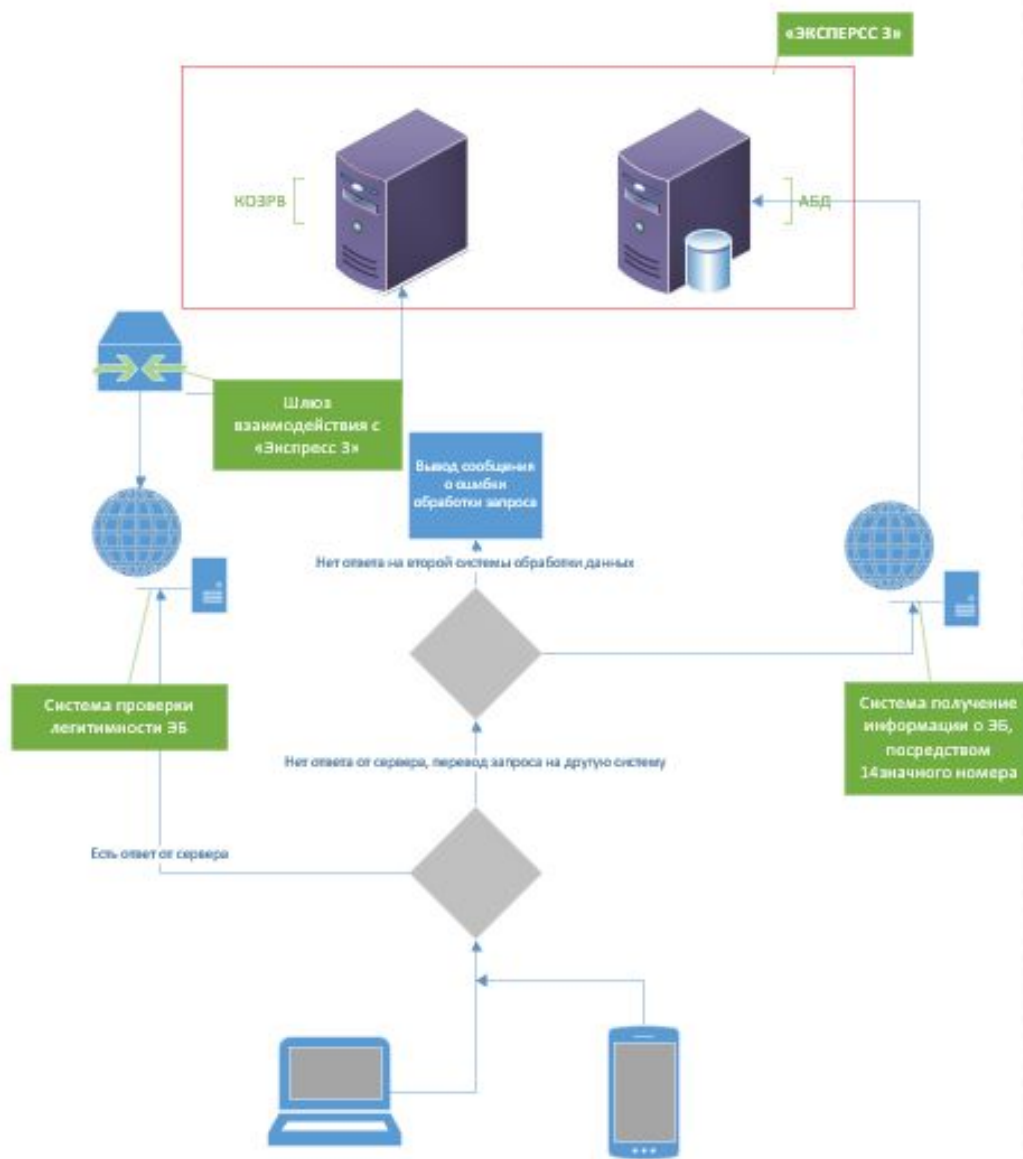 «ЭКСПЕРСС 3»
КОЗРВ
АБД
Шлюз
взаимодействия с
«Экспресс 3»
Вывод сообщения
о ошибки
обработки запроса
Нет ответа на второй системы обработки данных
Система проверки
легитимности ЭБ
Система получение
информации о ЭБ,
посредством
14значного номера
Нет ответа от сервера, перевод запроса на другую систему
Есть ответ от сервера